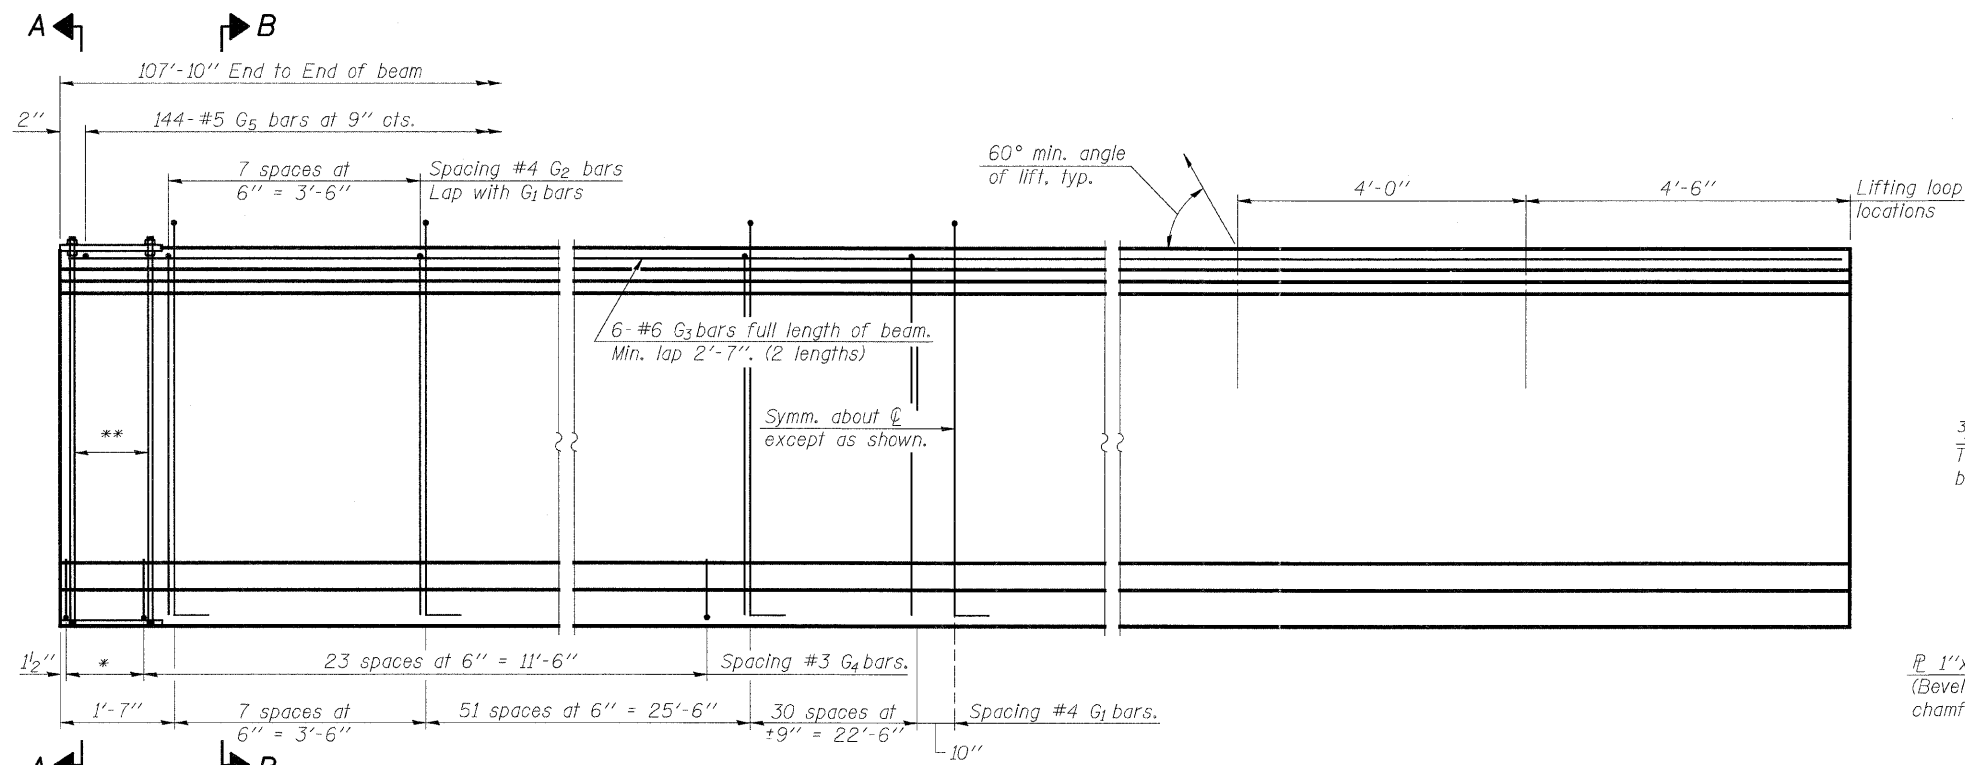 A B
107'-10" End to End of beam
2"
144-#5 G5 bars at 9" cts.
7 spaces at
6" = 3'-6"
Spacing #4 G2 bars
Lap with G1 bars
60° min. angle
of lift, typ.
4'-0"
4'-6"
Lifting loop
locations
6-#6 G3 bars full length of beam.
Min. lap 2'-7". (2 lengths)
Symm. about ℄
except as shown.
**
3
T
b
1½"
*
23 spaces at 6" = 11'-6"
Spacing #3 G4 bars.
1'-7"
7 spaces at
6" = 3'-6"
51 spaces at 6" = 25'-6"
30 spaces at
±9" = 22'-6"
10"
Spacing #4 G1 bars.
PL 1"x
(Bevel
chamf
A B